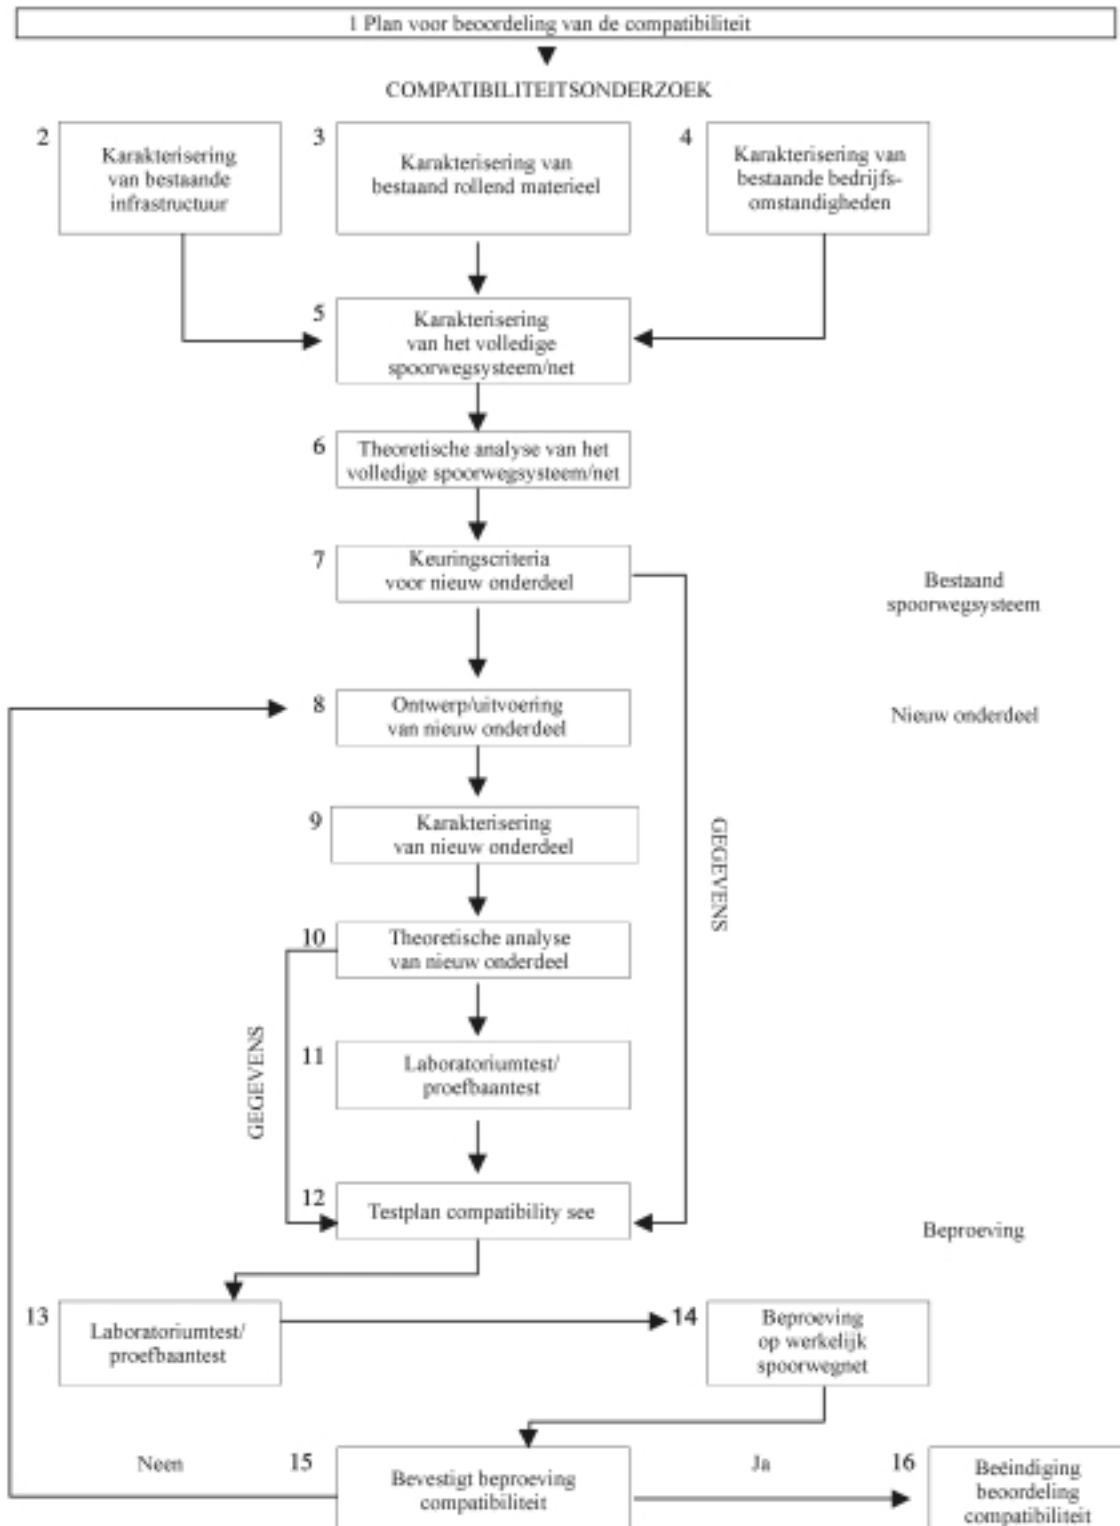 1 Plan voor beoordeling van de compatibiliteit
COMPATIBILITEITSONDERZOEK
2
Karakterisering
van bestaande
infrastructuur
3
Karakterisering van
bestaand rollend materieel
4
Karakterisering van
bestaande bedrijfs-
omstandigheden
5
Karakterisering
van het volledige
spoorwegsysteem/net
6
Theoretische analyse van het
volledige spoorwegsysteem/net
7
Keuringscriteria
voor nieuw onderdeel
Bestaand
spoorwegsysteem
8
Ontwerp/uitvoering
van nieuw onderdeel
Nieuw onderdeel
9
Karakterisering
van nieuw onderdeel
GEGEVENS
10
Theoretische analyse
van nieuw onderdeel
GEGEVENS
11
Laboratoriumtest/
proefbaantest
12
Testplan compatibility see
Beproeving
13
Laboratoriumtest/
proefbaantest
14
Beproeving
op werkelijk
spoorwegnet
Neen
15
Bevestigt beproeving
compatibiliteit
Ja
16
Beëindiging
beoordeling
compatibiliteit